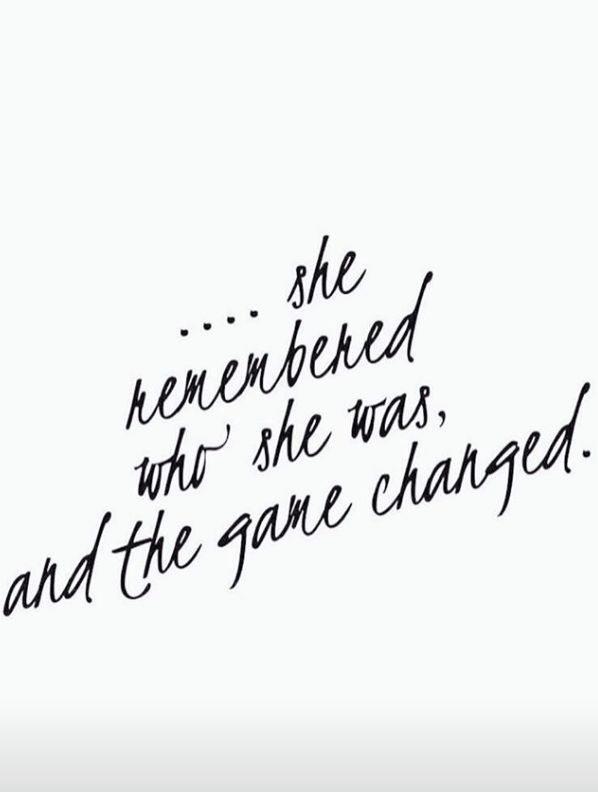 .... she
remembered
who she was,
and the game changed.